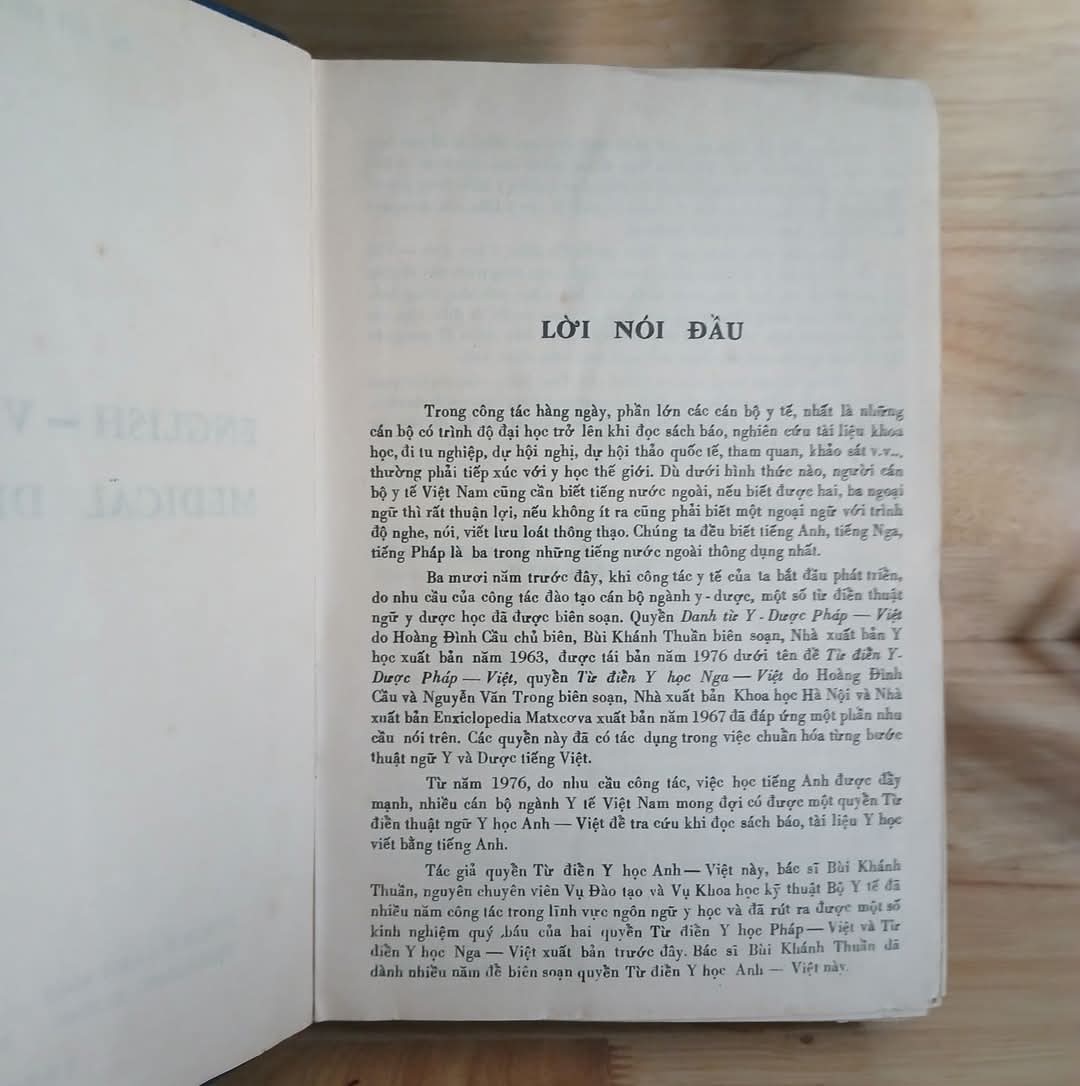 LỜI NÓI ĐẦU
Trong công tác hàng ngày, phần lớn các cán bộ y tế, nhất là những
cán bộ có trình độ đại học trở lên khi đọc sách báo, nghiên cứu tài liệu khoa
học, đi tu nghiệp, dự hội nghị, dự hội thảo quốc tế, tham quan, khảo sát v.v...,
thường phải tiếp xúc với y học thế giới. Dù dưới hình thức nào, người cán
bộ y tế Việt Nam cũng cần biết tiếng nước ngoài, nếu biết được hai, ba ngoại
ngữ thì rất thuận lợi, nếu không ít ra cũng phải biết một ngoại ngữ với trình
độ nghe, nói, viết lưu loát thông thạo. Chúng ta đều biết tiếng Anh, tiếng Nga,
tiếng Pháp là ba trong những tiếng nước ngoài thông dụng nhất.
Ba mươi năm trước đây, khi công tác y tế của ta bắt đầu phát triển,
do nhu cầu của công tác đào tạo cán bộ ngành y - dược, một số từ điển thuật
ngữ y dược học đã được biên soạn. Quyển Danh từ Y - Dược Pháp — Việt
do Hoàng Đình Cầu chủ biên, Bùi Khánh Thuần biên soạn, Nhà xuất bản Y
học xuất bản năm 1963, được tái bản năm 1976 dưới tên đề Từ điển Y-
Dược Pháp — Việt, quyển Từ điển Y học Nga — Việt do Hoàng Đình
Cầu và Nguyễn Văn Trong biên soạn, Nhà xuất bản Khoa học Hà Nội và Nhà
xuất bản Enxiclopedia Matxcơva xuất bản năm 1967 đã đáp ứng một phần nhu
cầu nói trên. Các quyển này đã có tác dụng trong việc chuẩn hóa từng bước
thuật ngữ Y và Dược tiếng Việt.
Từ năm 1976, do nhu cầu công tác, việc học tiếng Anh được đẩy
mạnh, nhiều cán bộ ngành Y tế Việt Nam mong đợi có được một quyển Từ
điển thuật ngữ Y học Anh — Việt để tra cứu khi đọc sách báo, tài liệu Y học
viết bằng tiếng Anh.
Tác giả quyển Từ điển Y học Anh — Việt này, bác sĩ Bùi Khánh
Thuần, nguyên chuyên viên Vụ Đào tạo và Vụ Khoa học kỹ thuật Bộ Y tế đã
nhiều năm công tác trong lĩnh vực ngôn ngữ y học và đã rút ra được một số
kinh nghiệm quý báu của hai quyển Từ điển Y học Pháp — Việt và Từ
điển Y học Nga — Việt xuất bản trước đây. Bác sĩ Bùi Khánh Thuần đã
dành nhiều năm để biên soạn quyển Từ điển Y học Anh — Việt này.